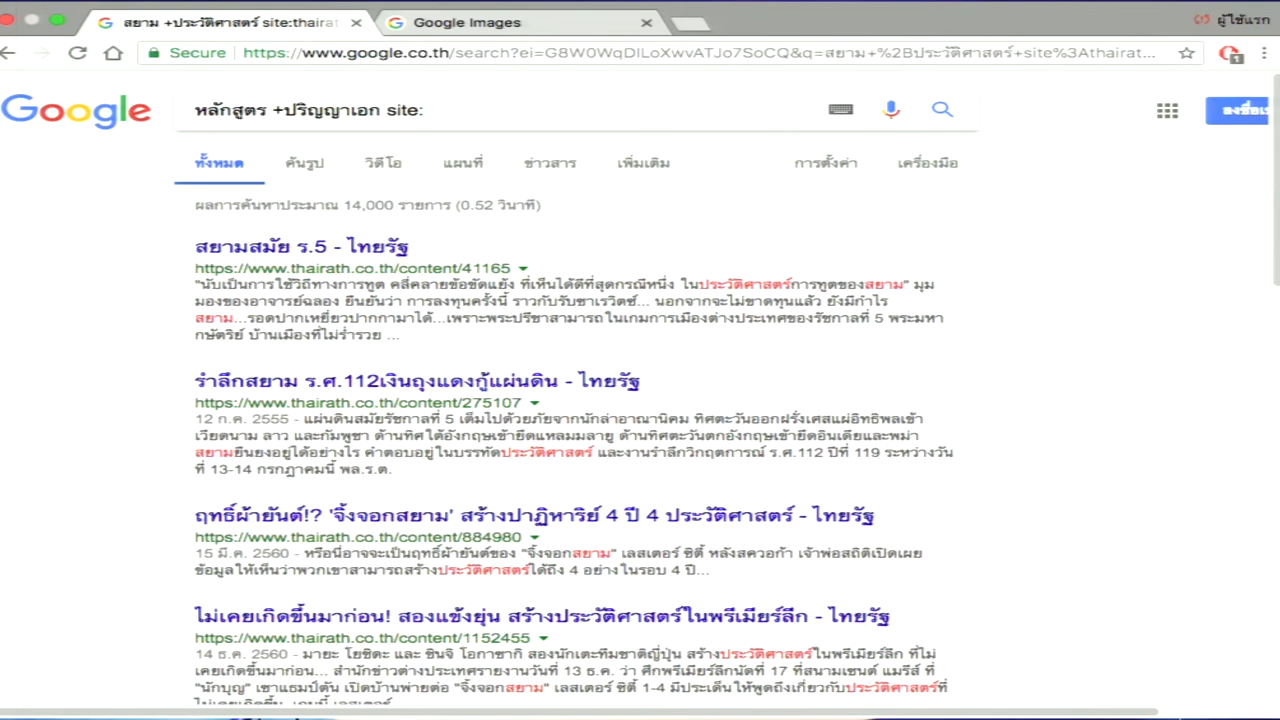 สยาม +ประวัติศาสตร์ site:thairat
Google Images
ผู้ใช้แรก
Secure
https://www.google.co.th/search?ei=G8W0WqDlLoXwvATJo7SoCQ&q=สยาม+%2Bประวัติศาสตร์+site%3Athairat...
Google
หลักสูตร +ปริญญาเอก site:
ทั้งหมด ค้นรูป วิดีโอ แผนที่ ข่าวสาร เพิ่มเติม การตั้งค่า เครื่องมือ
ผลการค้นหาประมาณ 14,000 รายการ (0.52 วินาที)
สยามสมัย ร.5 - ไทยรัฐ
https://www.thairath.co.th/content/41165
"นับเป็นการใช้วิถีทางการทูต คลี่คลายข้อขัดแย้ง ที่เห็นได้ดีที่สุดกรณีหนึ่ง ในประวัติศาสตร์การทูตของสยาม" มุม
มองของอาจารย์ฉลอง ยืนยันว่า การลงทุนครั้งนี้ ราวกับรับซาเรวิตซ์... นอกจากจะไม่ขาดทุนแล้ว ยังมีกำไร
สยาม...รอดปากเหยี่ยวปากกามาได้...เพราะพระปรีชาสามารถในเกมการเมืองต่างประเทศของรัชกาลที่ 5 พระมหา
กษัตริย์ บ้านเมืองที่ไม่ร่ำรวย ...
รำลึกสยาม ร.ศ.112เงินถุงแดงกู้แผ่นดิน - ไทยรัฐ
https://www.thairath.co.th/content/275107
12 ก.ค. 2555 - แผ่นดินสมัยรัชกาลที่ 5 เต็มไปด้วยภัยจากนักล่าอาณานิคม ทิศตะวันออกฝรั่งเศสแผ่อิทธิพลเข้า
เวียดนาม ลาว และกัมพูชา ด้านทิศใต้อังกฤษเข้ายึดแหลมมลายู ด้านทิศตะวันตกอังกฤษเข้ายึดอินเดียและพม่า
สยามยืนยงอยู่ได้อย่างไร คำตอบอยู่ในบรรทัดประวัติศาสตร์ และงานรำลึกวิกฤตการณ์ ร.ศ.112 ปีที่ 119 ระหว่างวัน
ที่ 13-14 กรกฎาคมนี้ พล.ร.ต.
ฤทธิ์ผ้ายันต์!? 'จิ้งจอกสยาม' สร้างปาฏิหาริย์ 4 ปี 4 ประวัติศาสตร์ - ไทยรัฐ
https://www.thairath.co.th/content/884980
15 มี.ค. 2560 - หรือนี่อาจจะเป็นฤทธิ์ผ้ายันต์ของ "จิ้งจอกสยาม" เลสเตอร์ ซิตี้ หลังสควอก้า เจ้าพ่อสถิติเปิดเผย
ข้อมูลให้เห็นว่าพวกเขาสามารถสร้างประวัติศาสตร์ได้ถึง 4 อย่างในรอบ 4 ปี...
ไม่เคยเกิดขึ้นมาก่อน! สองแข้งยุ่น สร้างประวัติศาสตร์ในพรีเมียร์ลีก - ไทยรัฐ
https://www.thairath.co.th/content/1152455
14 ธ.ค. 2560 - มายะ โยชิดะ และ ชินจิ โอกาซากิ สองนักเตะทีมชาติญี่ปุ่น สร้างประวัติศาสตร์ในพรีเมียร์ลีก ที่ไม่
เคยเกิดขึ้นมาก่อน... สำนักข่าวต่างประเทศรายงานวันที่ 13 ธ.ค. ว่า ศึกพรีเมียร์ลีกนัดที่ 17 ที่สนามเซนต์ แมรีส์ ที่
"นักบุญ" เซาแธมป์ตัน เปิดบ้านพ่ายต่อ "จิ้งจอกสยาม" เลสเตอร์ ซิตี้ 1-4 มีประเด็นให้พูดถึงเกี่ยวกับประวัติศาสตร์ที่